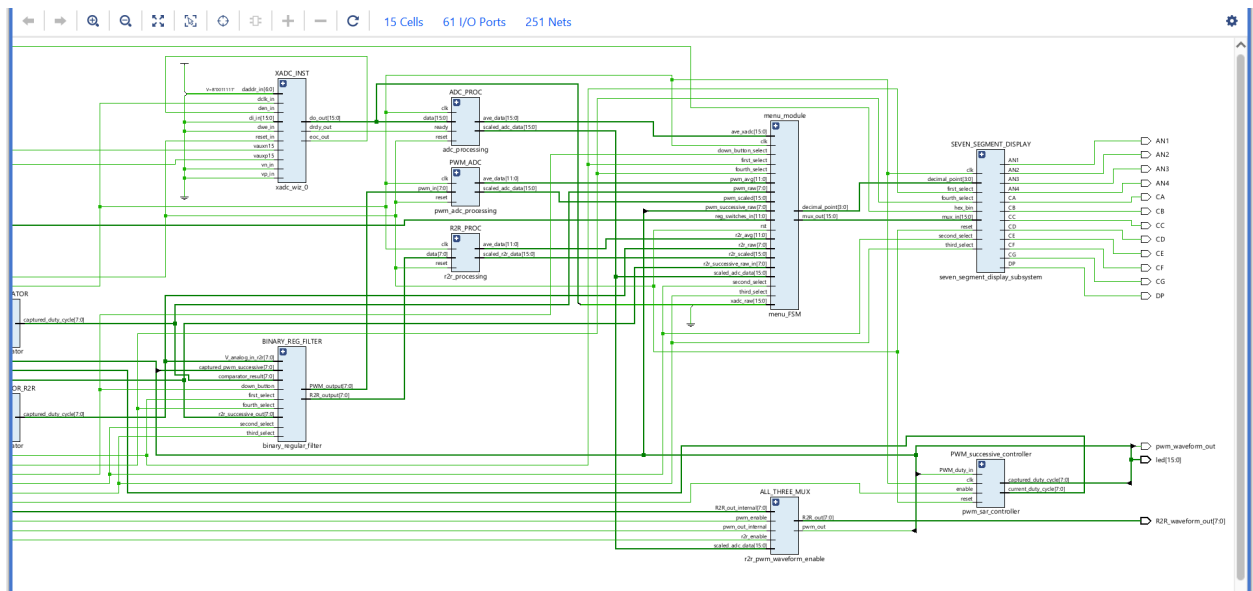 15 Cells 61 I/O Ports 251 Nets
XADC_INST
V=B"0011111" daddr_in[6:0]
dclk_in
den_in
di_in[15:0]
dwe_in
reset_in
vauxn15
vauxp15
vn_in
vp_in
do_out[15:0]
drdy_out
eoc_out
xadc_wiz_0
ADC_PROC
clk
data[15:0]
ready
reset
ave_data[15:0]
scaled_adc_data[15:0]
adc_processing
PWM_ADC
clk
pwm_in[7:0]
reset
ave_data[11:0]
scaled_adc_data[15:0]
pwm_adc_processing
R2R_PROC
clk
data[7:0]
reset
ave_data[11:0]
scaled_r2r_data[15:0]
r2r_processing
menu_module
ave_xadc[15:0]
clk
down_button_select
first_select
fourth_select
pwm_avg[11:0]
pwm_raw[7:0]
pwm_scaled[15:0]
pwm_successive_raw[7:0]
reg_switches_in[11:0]
rst
r2r_avg[11:0]
r2r_raw[7:0]
r2r_scaled[15:0]
r2r_successive_raw_in[7:0]
scaled_adc_data[15:0]
second_select
third_select
xadc_raw[15:0]
decimal_point[3:0]
mux_out[15:0]
menu_FSM
SEVEN_SEGMENT_DISPLAY
clk
decimal_point[3:0]
first_select
fourth_select
hex_bin
mux_in[15:0]
reset
second_select
third_select
AN1
AN2
AN3
AN4
CA
CB
CC
CD
CE
CF
CG
DP
seven_segment_display_subsystem
AN1
AN2
AN3
AN4
CA
CB
CC
CD
CE
CF
CG
DP
ATOR
captured_duty_cycle[7:0]
ator
OR_R2R
captured_duty_cycle[7:0]
ator
BINARY_REG_FILTER
V_analog_in_r2r[7:0]
captured_pwm_successive[7:0]
comparator_result[7:0]
down_button
first_select
fourth_select
r2r_successive_out[7:0]
second_select
third_select
PWM_output[7:0]
R2R_output[7:0]
binary_regular_filter
PWM_successive_controller
PWM_duty_in
clk
enable
reset
captured_duty_cycle[7:0]
current_duty_cycle[7:0]
pwm_sar_controller
ALL_THREE_MUX
R2R_out_internal[7:0]
pwm_enable
pwm_out_internal
r2r_enable
scaled_adc_data[15:0]
R2R_out[7:0]
pwm_out
r2r_pwm_waveform_enable
pwm_waveform_out
led[15:0]
R2R_waveform_out[7:0]